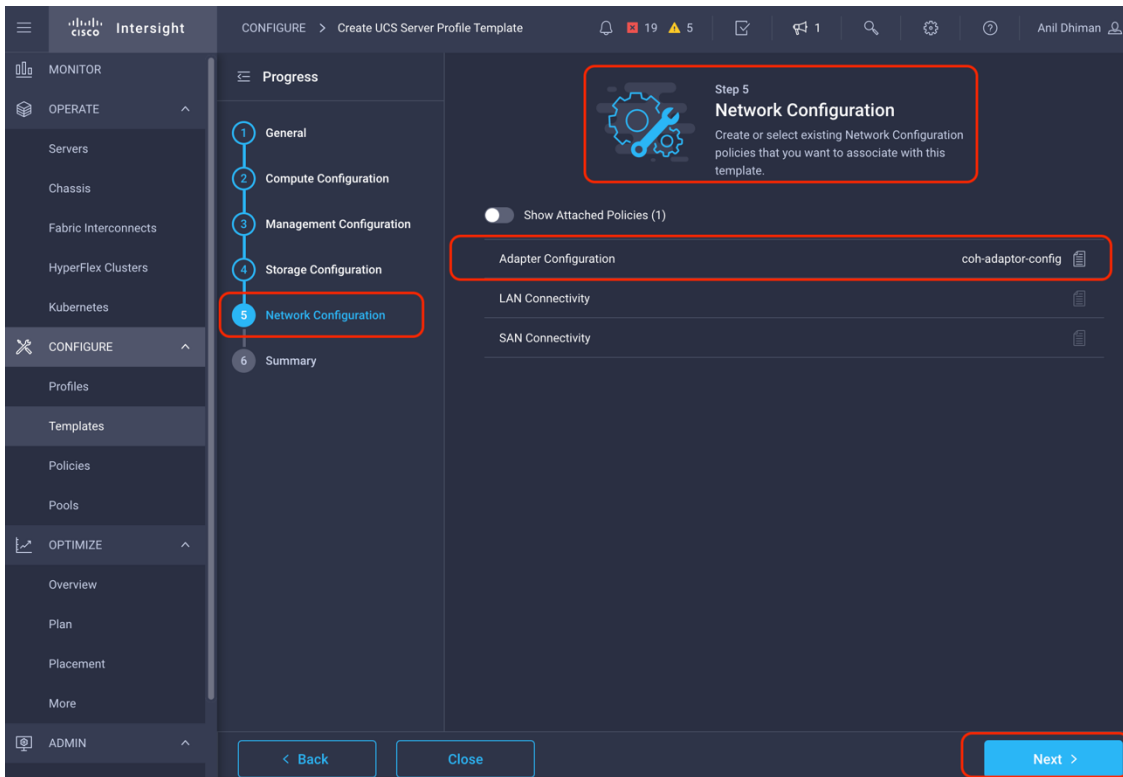 cisco Intersight
CONFIGURE > Create UCS Server Profile Template
19
5
1
Anil Dhiman
MONITOR
OPERATE
Servers
Chassis
Fabric Interconnects
HyperFlex Clusters
Kubernetes
CONFIGURE
Profiles
Templates
Policies
Pools
OPTIMIZE
Overview
Plan
Placement
More
ADMIN
Progress
1 General
2 Compute Configuration
3 Management Configuration
4 Storage Configuration
5 Network Configuration
6 Summary
Step 5
Network Configuration
Create or select existing Network Configuration
policies that you want to associate with this
template.
Show Attached Policies (1)
Adapter Configuration coh-adaptor-config
LAN Connectivity
SAN Connectivity
< Back
Close
Next >